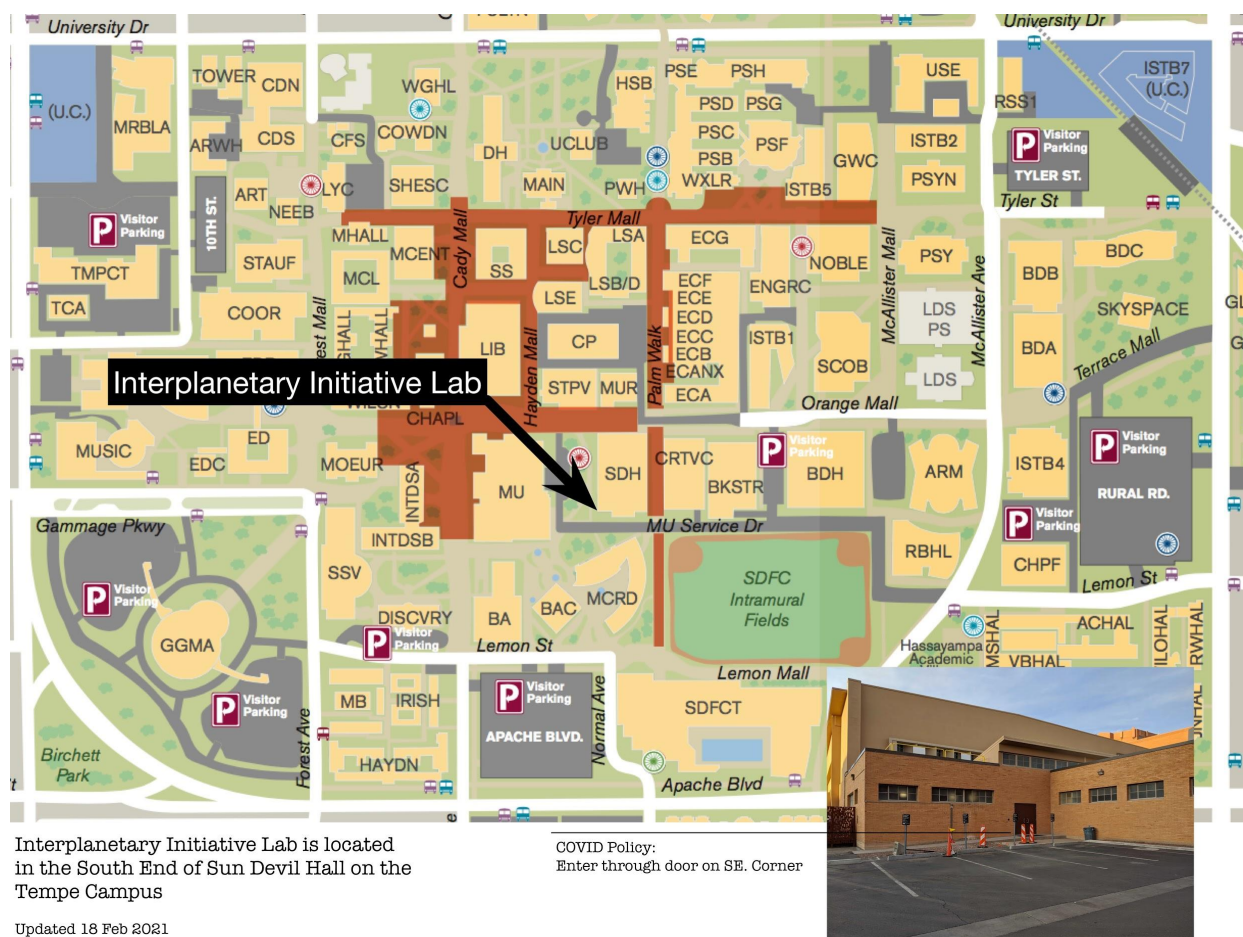 University Dr
University Dr
TOWER
CDN
WGHL
HSB
PSE
PSH
USE
ISTB7
(U.C.)
(U.C.)
MRBLA
RSS1
PSD
PSG
ARWH
CDS
CFS
COWDN
DH
UCLUB
PSC
PSF
ISTB2
Visitor
Parking
TYLER ST.
PSB
GWC
LYC
SHESC
MAIN
PWH
WXLR
ISTB5
PSYN
ART
NEEB
10TH ST.
Tyler St
Visitor
Parking
Tyler Mall
MHALL
MCENT
Cady Mall
SS
LSC
LSA
ECG
NOBLE
McAllister Mall
PSY
BDB
BDC
TMPCT
STAUF
MCL
LSB/D
ECF
ENGRC
McAllister Ave
TCA
COOR
LSE
ECE
LDS
PS
SKYSPACE
ECD
GHALL
WHALL
LIB
Hayden Mall
CP
Palm Walk
ECC
ISTB1
BDA
Terrace Mall
ECB
SCOB
Interplanetary Initiative Lab
ECANX
LDS
STPV
MUR
ECA
Orange Mall
CHAPL
MUSIC
EDC
ED
MOEUR
INTDSA
MU
SDH
CRTVC
BKSTR
Visitor
Parking
BDH
ARM
ISTB4
Visitor
Parking
RURAL RD.
Gammage Pkwy
INTDSB
MU Service Dr
Visitor
Parking
RBHL
CHPF
SSV
SDFC
Intramural
Fields
Lemon St
Visitor
Parking
GGMA
DISCVRY
BA
BAC
MCRD
Hassayampa
Academic
MSHAL
VBHAL
ACHAL
ILOHAL
RWHAL
Visitor
Parking
Lemon St
Lemon Mall
Visitor
Parking
MB
IRISH
Visitor
Parking
APACHE BLVD.
Normal Ave
SDFCT
Forest Ave
Birchett
Park
HAYDN
Apache Blvd
Interplanetary Initiative Lab is located
in the South End of Sun Devil Hall on the
Tempe Campus
Updated 18 Feb 2021
COVID Policy:
Enter through door on SE. Corner